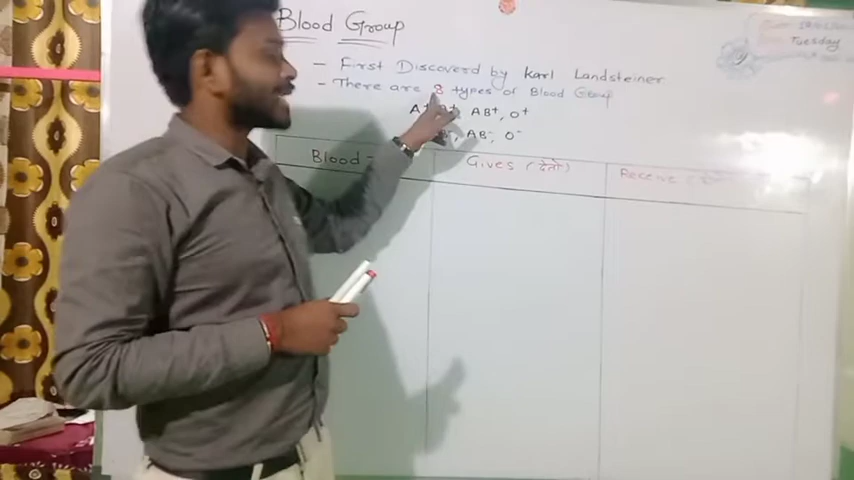 Blood Group
Tuesday
- First Discovered by Karl Landsteiner
- There are 8 types of Blood Group
A⁺ B⁺, AB⁺, O⁺
, AB⁻, O⁻
Blood
Gives (देतो)
Receive